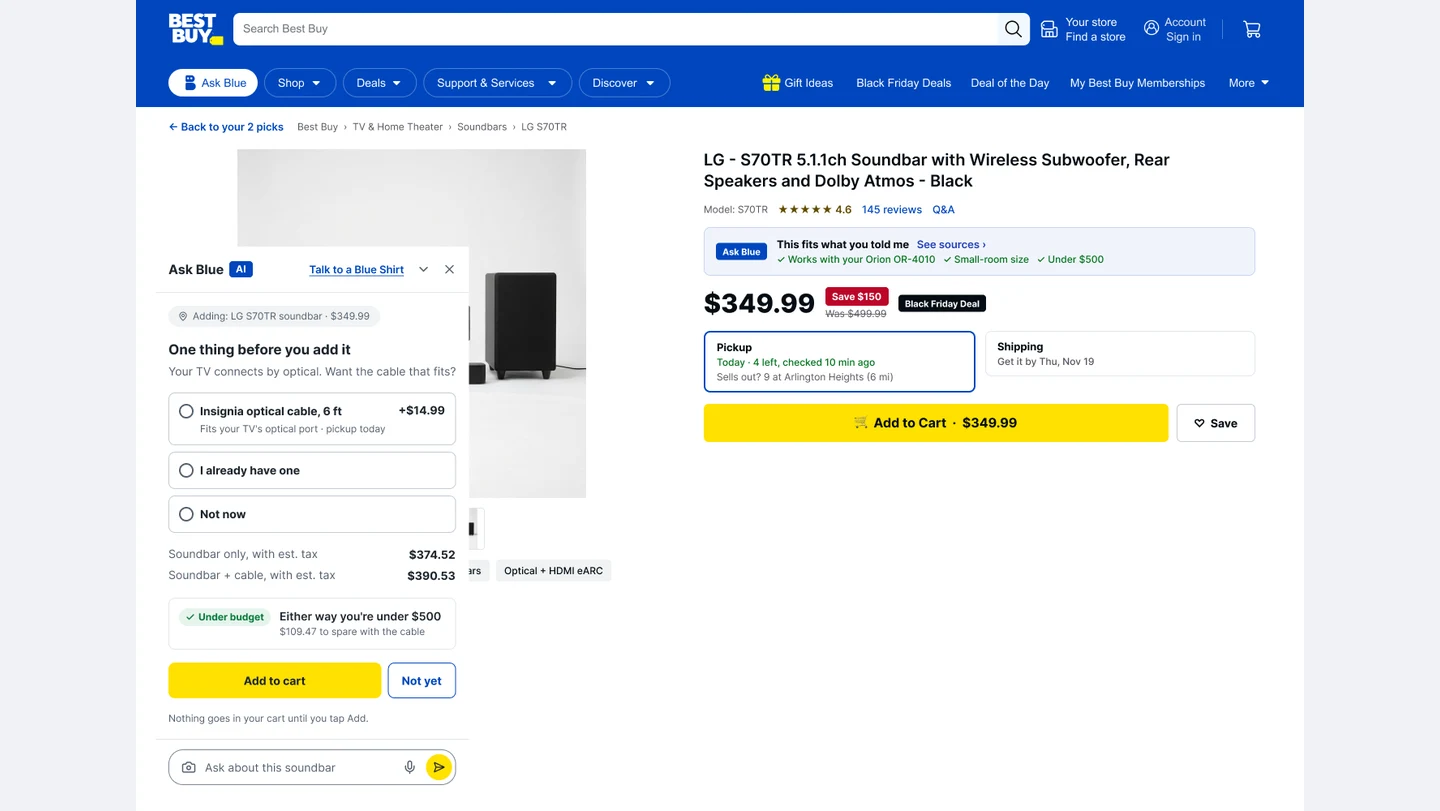 BEST BUY
Search Best Buy
Your store
Find a store
Account
Sign in
Ask Blue
Shop
Deals
Support & Services
Discover
Gift Ideas
Black Friday Deals
Deal of the Day
My Best Buy Memberships
More
← Back to your 2 picks
Best Buy › TV & Home Theater › Soundbars › LG S70TR
LG - S70TR 5.1.1ch Soundbar with Wireless Subwoofer, Rear
Speakers and Dolby Atmos - Black
Model: S70TR ★★★★★ 4.6 145 reviews Q&A
Ask Blue
This fits what you told me See sources ›
✓ Works with your Orion OR-4010 ✓ Small-room size ✓ Under $500
$349.99
Save $150
Was $499.99
Black Friday Deal
Pickup
Today · 4 left, checked 10 min ago
Sells out? 9 at Arlington Heights (6 mi)
Shipping
Get it by Thu, Nov 19
Add to Cart · $349.99
Save
Ask Blue AI
Talk to a Blue Shirt
Adding: LG S70TR soundbar · $349.99
One thing before you add it
Your TV connects by optical. Want the cable that fits?
Insignia optical cable, 6 ft +$14.99
Fits your TV's optical port · pickup today
I already have one
Not now
Soundbar only, with est. tax $374.52
Soundbar + cable, with est. tax $390.53
✓ Under budget
Either way you're under $500
$109.47 to spare with the cable
Add to cart
Not yet
Nothing goes in your cart until you tap Add.
Ask about this soundbar
Optical + HDMI eARC